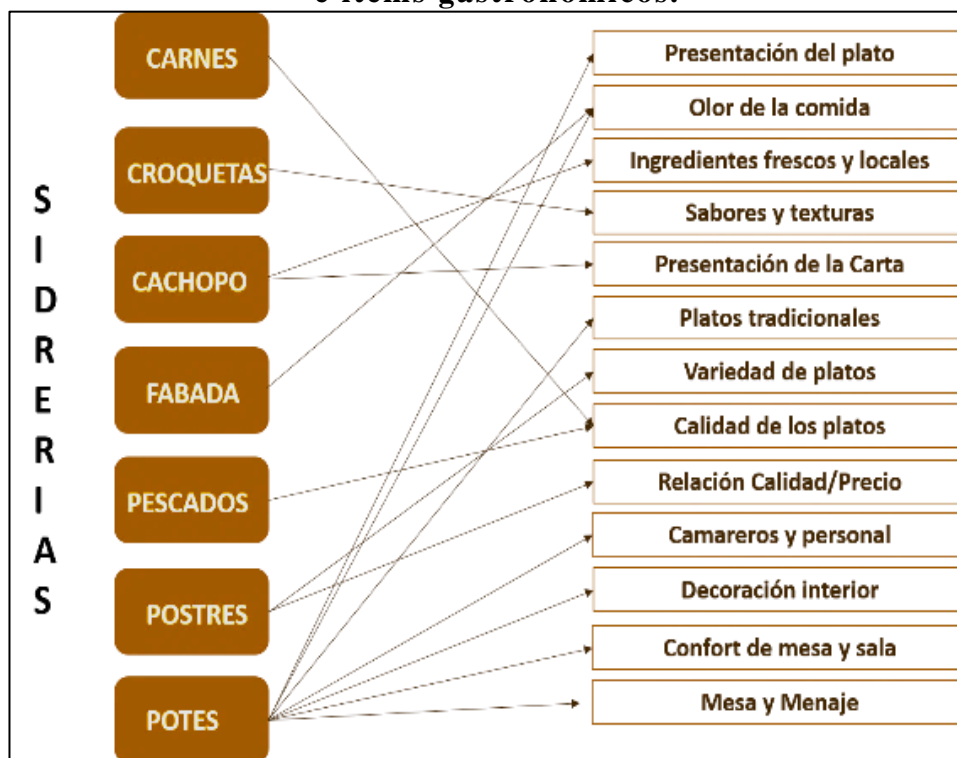 e ítems gastronómicos.
SIDRERIAS
CARNES
CROQUETAS
CACHOPO
FABADA
PESCADOS
POSTRES
POTES
Presentación del plato
Olor de la comida
Ingredientes frescos y locales
Sabores y texturas
Presentación de la Carta
Platos tradicionales
Variedad de platos
Calidad de los platos
Relación Calidad/Precio
Camareros y personal
Decoración interior
Confort de mesa y sala
Mesa y Menaje